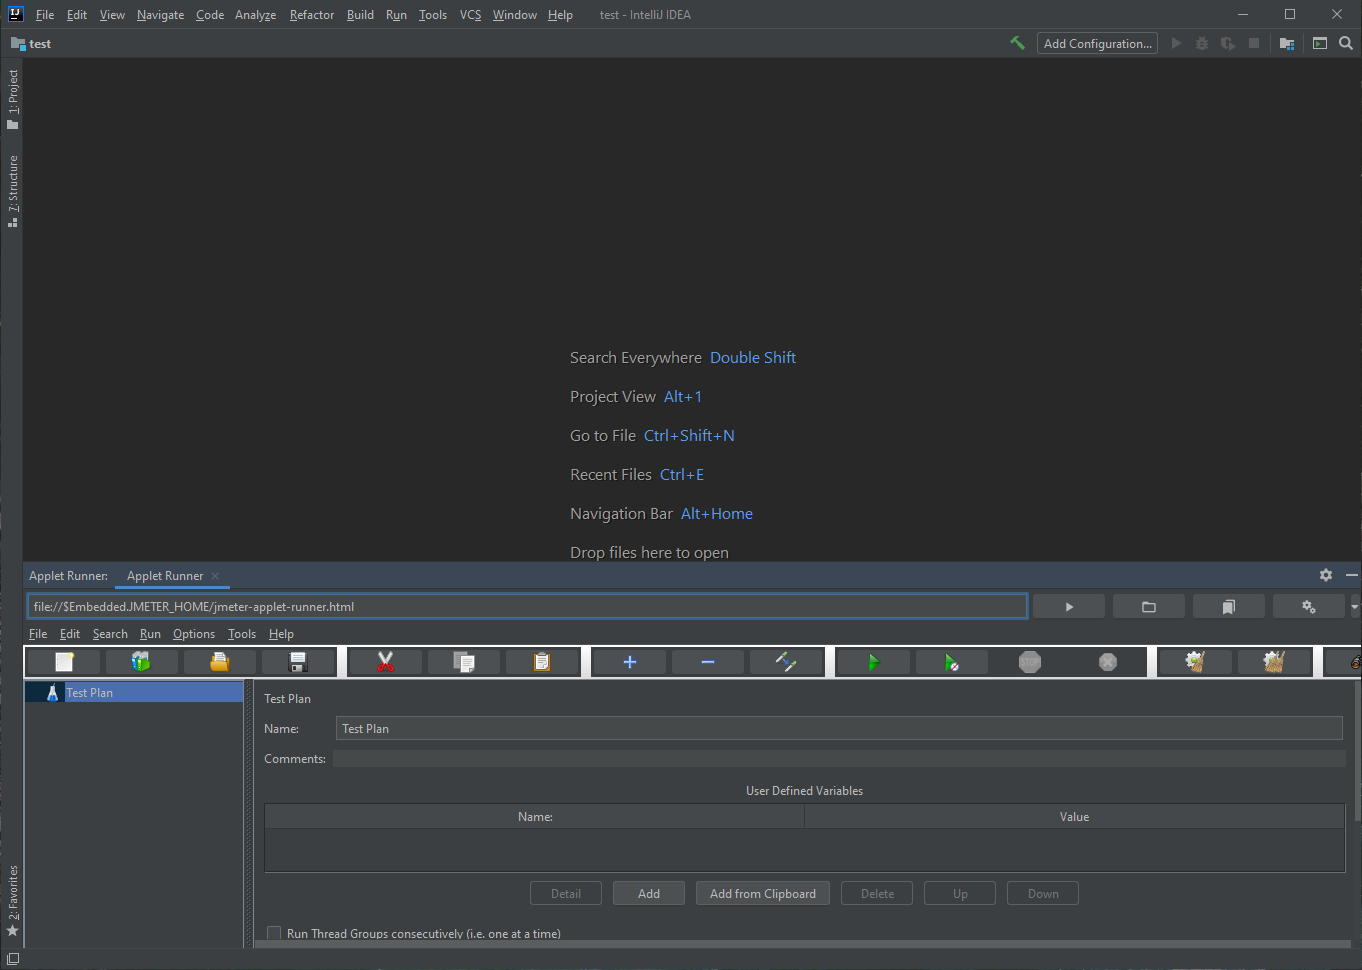 File Edit View Navigate Code Analyze Refactor Build Run Tools VCS Window Help test - IntelliJ IDEA
test
Add Configuration...
1: Project
7: Structure
Search Everywhere Double Shift
Project View Alt+1
Go to File Ctrl+Shift+N
Recent Files Ctrl+E
Navigation Bar Alt+Home
Drop files here to open
Applet Runner: Applet Runner
file://$Embedded.JMETER_HOME/jmeter-applet-runner.html
File Edit Search Run Options Tools Help
STOP
Test Plan
Test Plan
Name: Test Plan
Comments:
User Defined Variables
Name: Value
Detail Add Add from Clipboard Delete Up Down
Run Thread Groups consecutively (i.e. one at a time)
2: Favorites